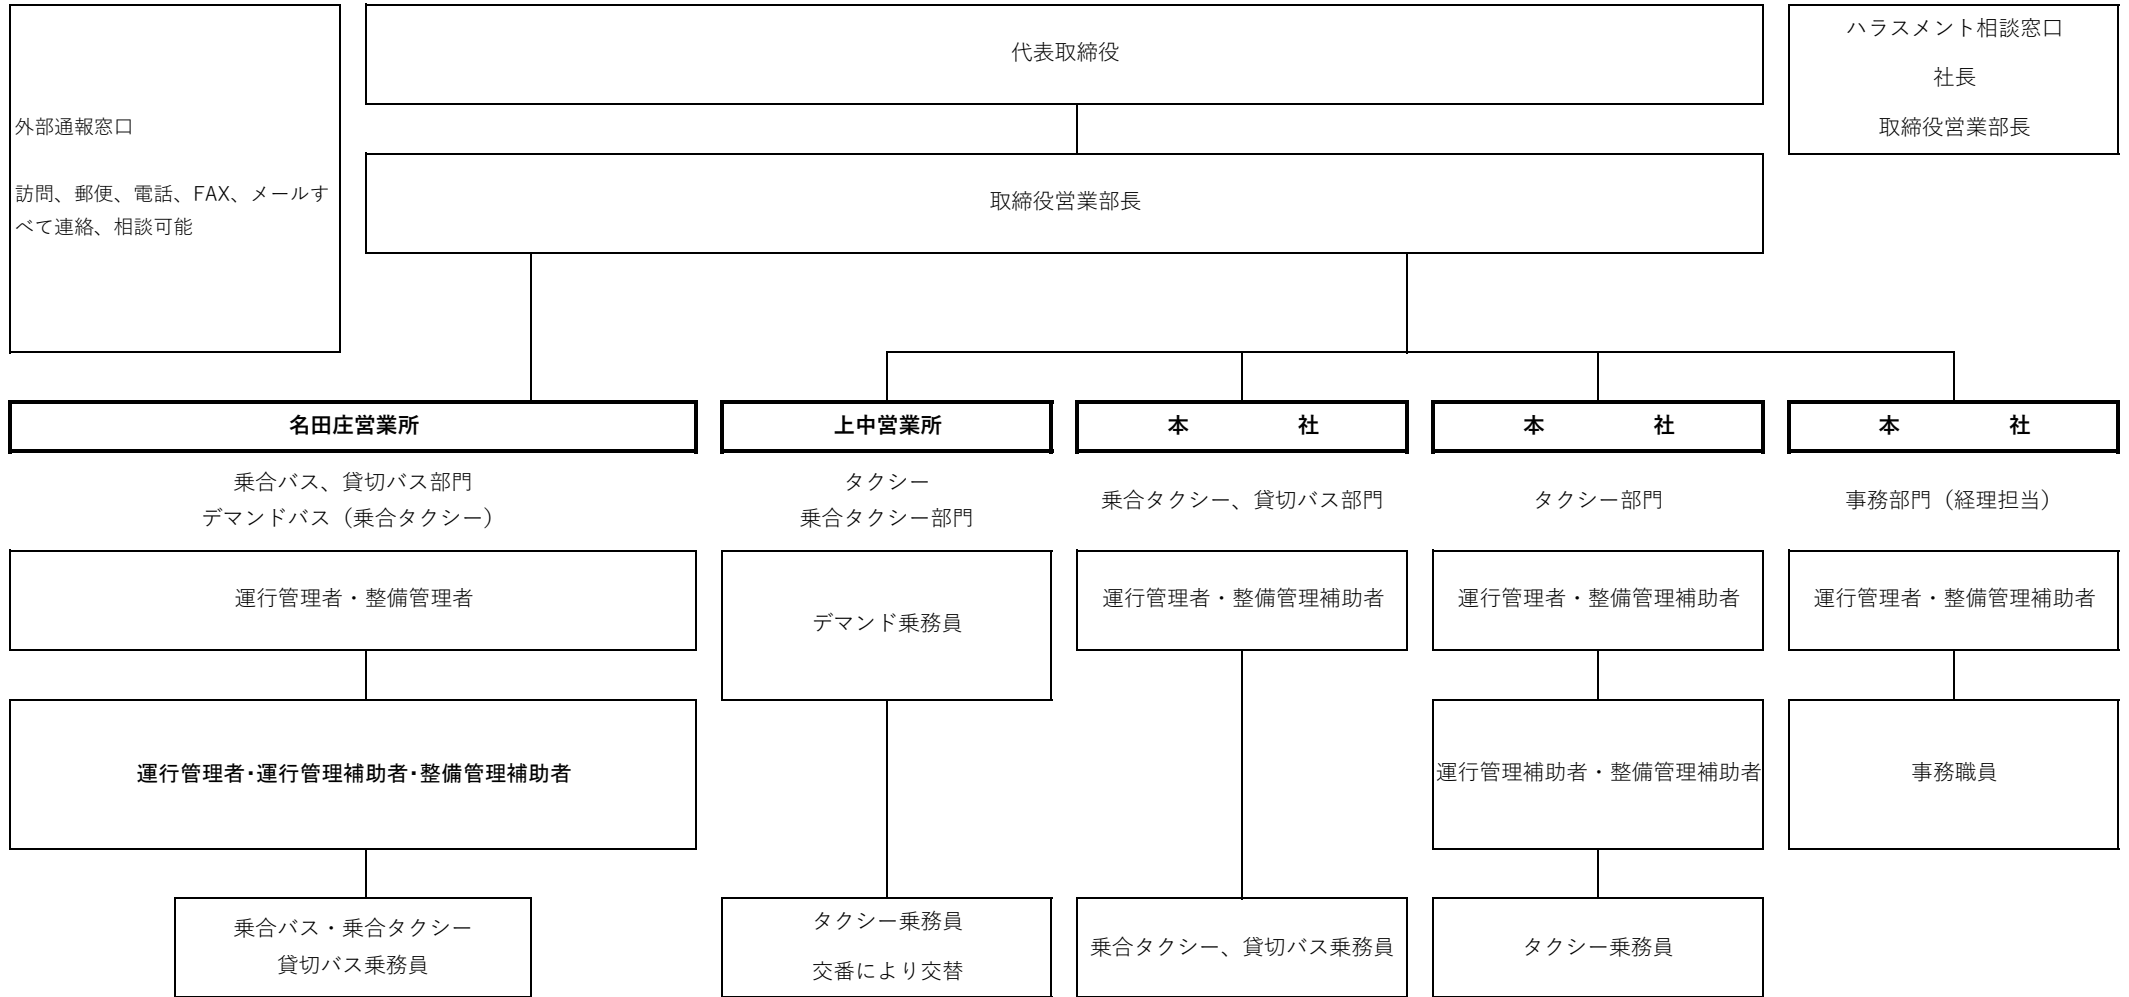 外部通報窓口
訪問、郵便、電話、FAX、メールす
べて連絡、相談可能
代表取締役
ハラスメント相談窓口
社長
取締役営業部長
取締役営業部長
名田庄営業所
上中営業所
本　　　　社
本　　　　社
本　　　　社
乗合バス、貸切バス部門
デマンドバス（乗合タクシー）
タクシー
乗合タクシー部門
乗合タクシー、貸切バス部門
タクシー部門
事務部門（経理担当）
運行管理者・整備管理者
デマンド乗務員
運行管理者・整備管理補助者
運行管理者・整備管理補助者
運行管理者・整備管理補助者
運行管理者・運行管理補助者・整備管理補助者
運行管理補助者・整備管理補助者
事務職員
乗合バス・乗合タクシー
貸切バス乗務員
タクシー乗務員
交番により交替
乗合タクシー、貸切バス乗務員
タクシー乗務員